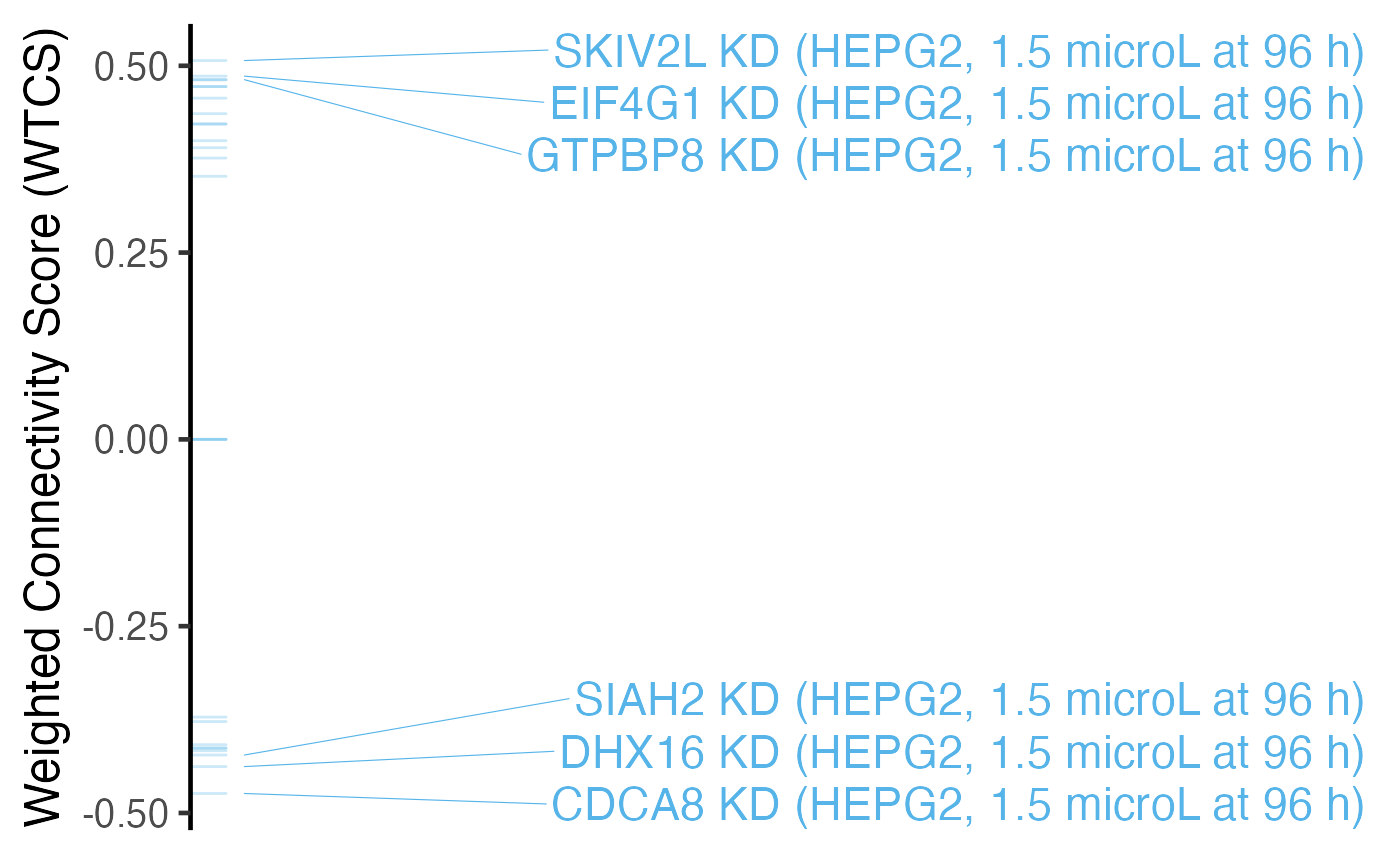 Weighted Connectivity Score (WTCS)
0.50
0.25
0.00
-0.25
-0.50
SKIV2L KD (HEPG2, 1.5 microL at 96 h)
EIF4G1 KD (HEPG2, 1.5 microL at 96 h)
GTPBP8 KD (HEPG2, 1.5 microL at 96 h)
SIAH2 KD (HEPG2, 1.5 microL at 96 h)
DHX16 KD (HEPG2, 1.5 microL at 96 h)
CDCA8 KD (HEPG2, 1.5 microL at 96 h)